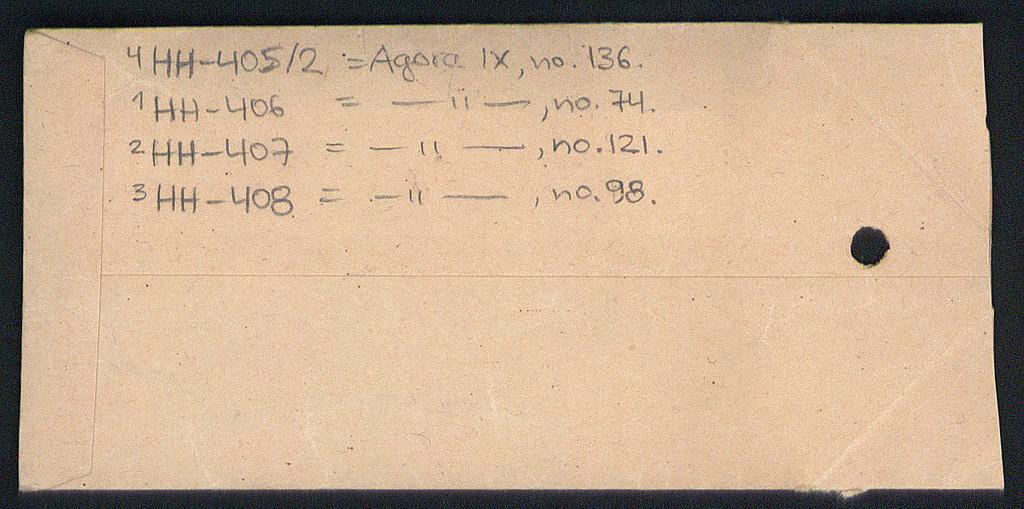 4 HH-405/2 = Agora IX, no. 136.
1 HH-406 = — 〃 —, no. 74.
2 HH-407 = — 〃 —, no. 121.
3 HH-408 = — 〃 —, no. 98.